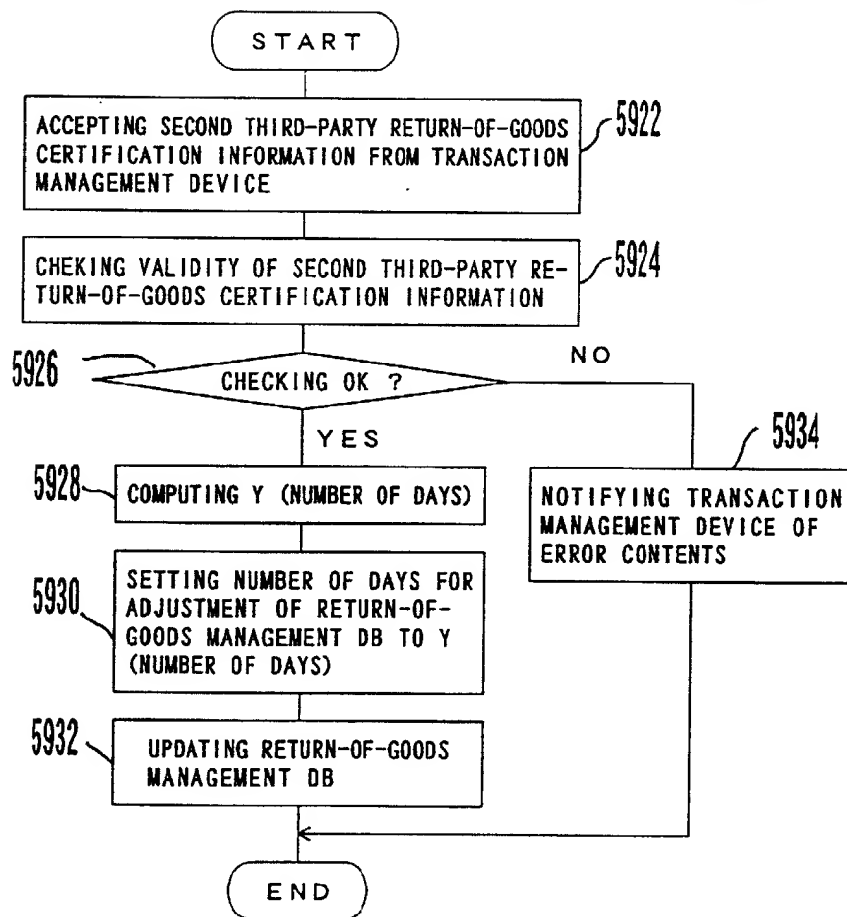 START
ACCEPTING SECOND THIRD-PARTY RETURN-OF-GOODS
CERTIFICATION INFORMATION FROM TRANSACTION
MANAGEMENT DEVICE
5922
CHEKING VALIDITY OF SECOND THIRD-PARTY RE-
TURN-OF-GOODS CERTIFICATION INFORMATION
5924
5926
CHECKING OK ?
NO
YES
5928
COMPUTING Y (NUMBER OF DAYS)
5934
NOTIFYING TRANSACTION
MANAGEMENT DEVICE OF
ERROR CONTENTS
5930
SETTING NUMBER OF DAYS FOR
ADJUSTMENT OF RETURN-OF-
GOODS MANAGEMENT DB TO Y
(NUMBER OF DAYS)
5932
UPDATING RETURN-OF-GOODS
MANAGEMENT DB
END